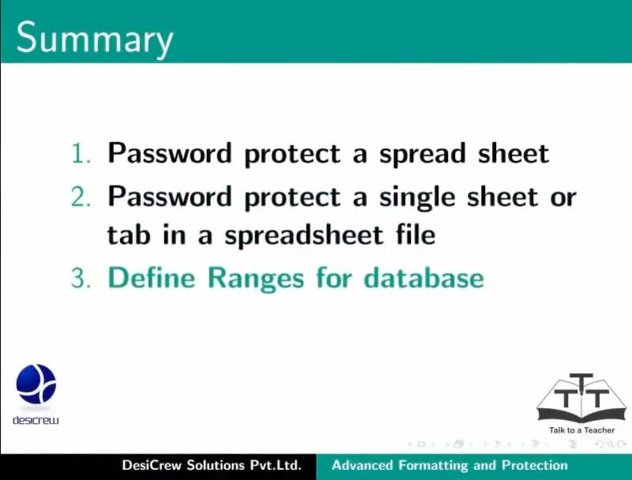 Summary
1. Password protect a spread sheet
2. Password protect a single sheet or
tab in a spreadsheet file
3. Define Ranges for database
desicrew
TTT
Talk to a Teacher
DesiCrew Solutions Pvt.Ltd. Advanced Formatting and Protection